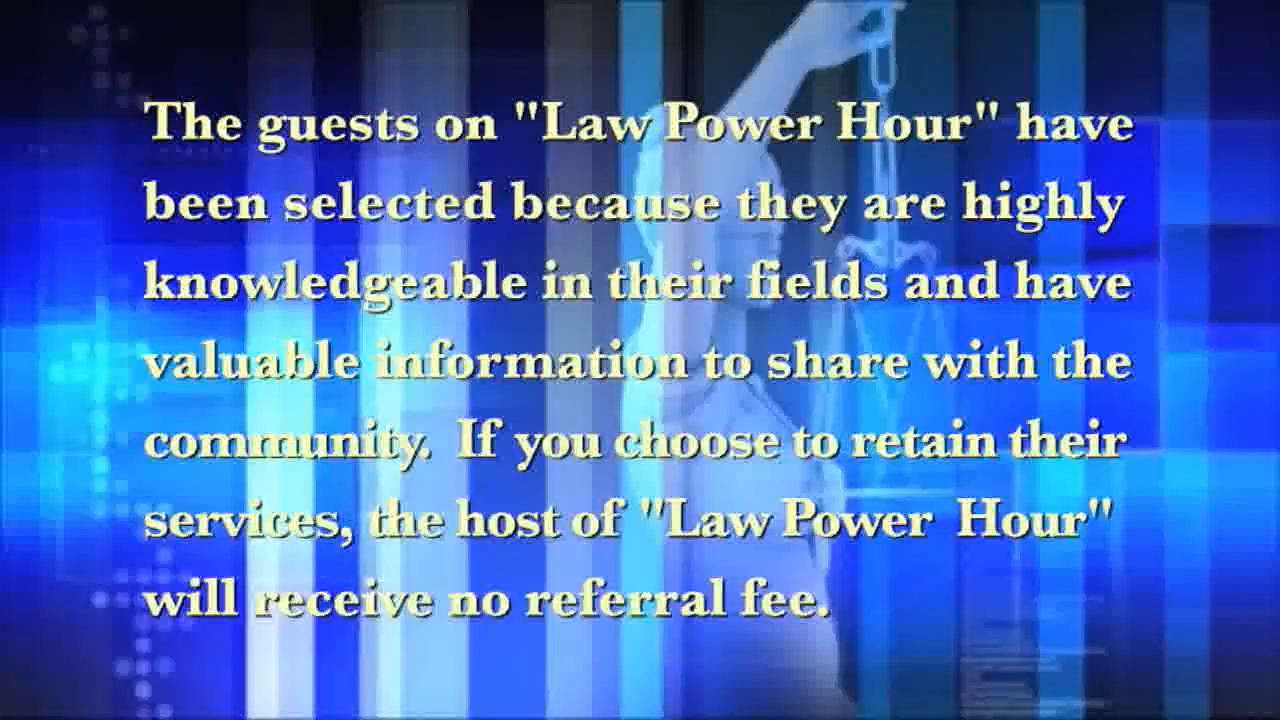 The guests on "Law Power Hour" have
been selected because they are highly
knowledgeable in their fields and have
valuable information to share with the
community.  If you choose to retain their
services, the host of "Law Power  Hour"
will receive no referral fee.